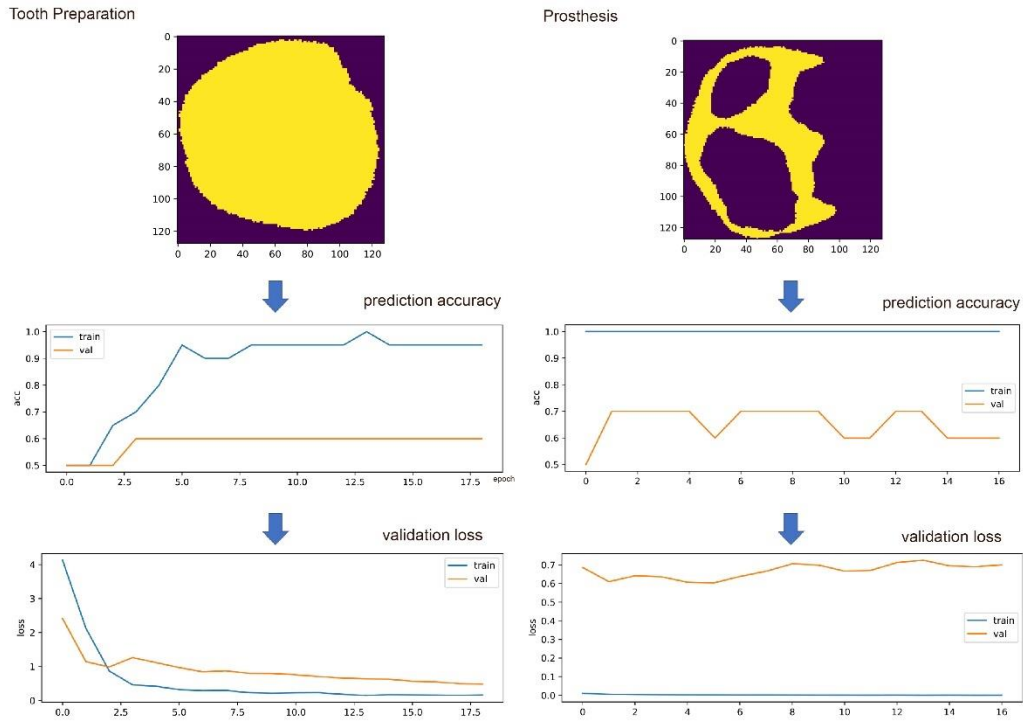 Tooth Preparation
0
20
40
60
80
100
120
0 20 40 60 80 100 120
prediction accuracy
1.0
0.9
0.8
0.7
0.6
0.5
acc
train
val
0.0 2.5 5.0 7.5 10.0 12.5 15.0 17.5 epoch
validation loss
4
3
2
1
0
loss
train
val
0.0 2.5 5.0 7.5 10.0 12.5 15.0 17.5
Prosthesis
0
20
40
60
80
100
120
0 20 40 60 80 100 120
prediction accuracy
1.0
0.9
0.8
0.7
0.6
0.5
acc
train
val
0 2 4 6 8 10 12 14 16
validation loss
0.7
0.6
0.5
0.4
0.3
0.2
0.1
0.0
loss
train
val
0 2 4 6 8 10 12 14 16